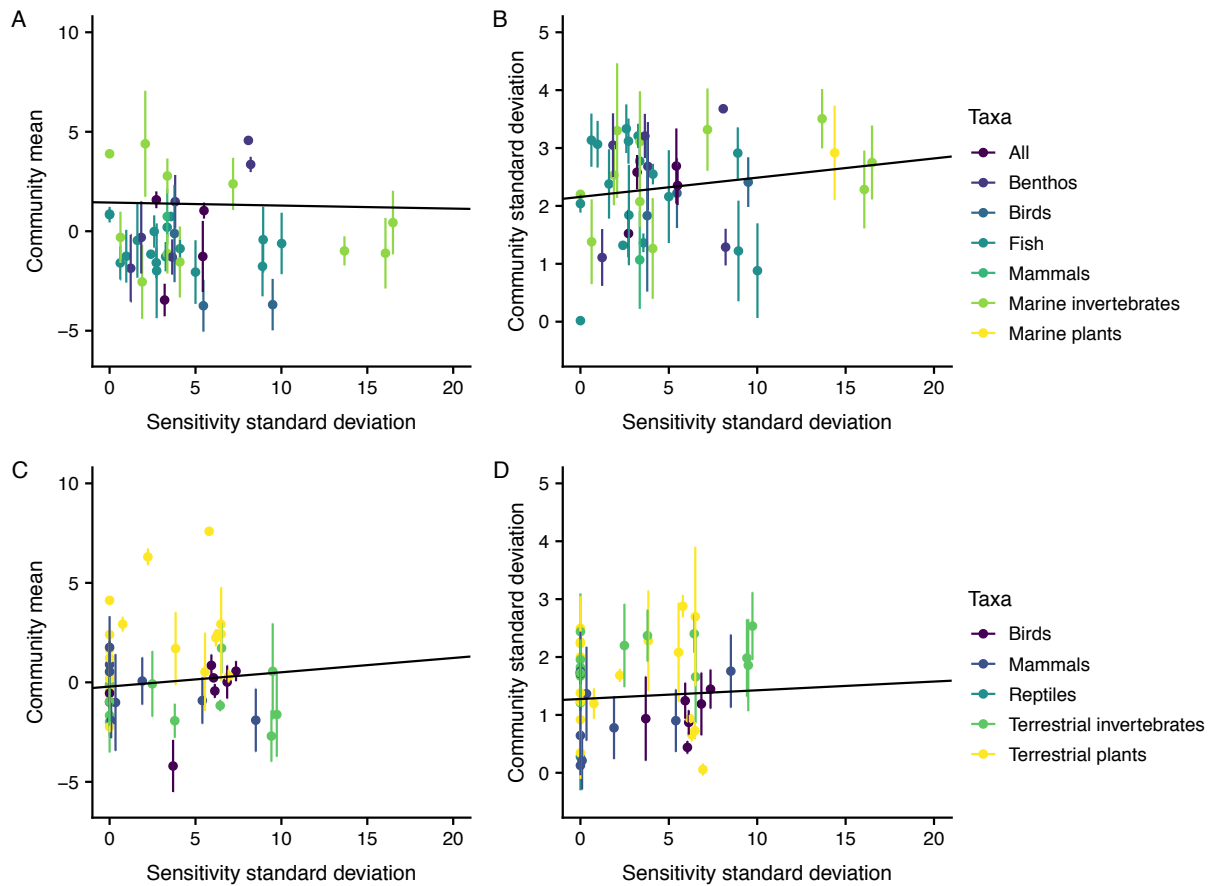 A
10
5
0
−5
Community mean
0
5
10
15
20
Sensitivity standard deviation
B
5
4
3
2
1
0
Community standard deviation
0
5
10
15
20
Sensitivity standard deviation
Taxa
All
Benthos
Birds
Fish
Mammals
Marine invertebrates
Marine plants
C
10
5
0
−5
Community mean
0
5
10
15
20
Sensitivity standard deviation
D
5
4
3
2
1
0
Community standard deviation
0
5
10
15
20
Sensitivity standard deviation
Taxa
Birds
Mammals
Reptiles
Terrestrial invertebrates
Terrestrial plants